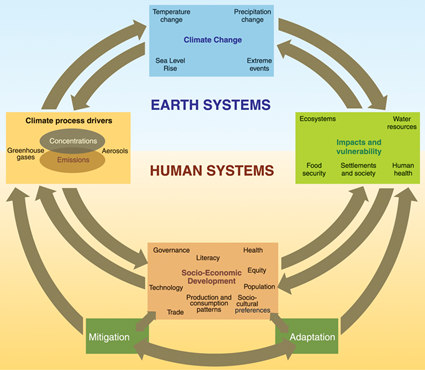 Temperature
change
Precipitation
change
Climate Change
Sea Level
Rise
Extreme
events
EARTH SYSTEMS
Climate process drivers
Concentrations
Greenhouse
gases
Aerosols
Emissions
Ecosystems
Water
resources
Impacts and
vulnerability
Food
security
Settlements
and society
Human
health
HUMAN SYSTEMS
Governance
Literacy
Health
Socio-Economic
Development
Equity
Technology
Population
Production and
consumption
patterns
Socio-
cultural
preferences
Trade
Mitigation
Adaptation